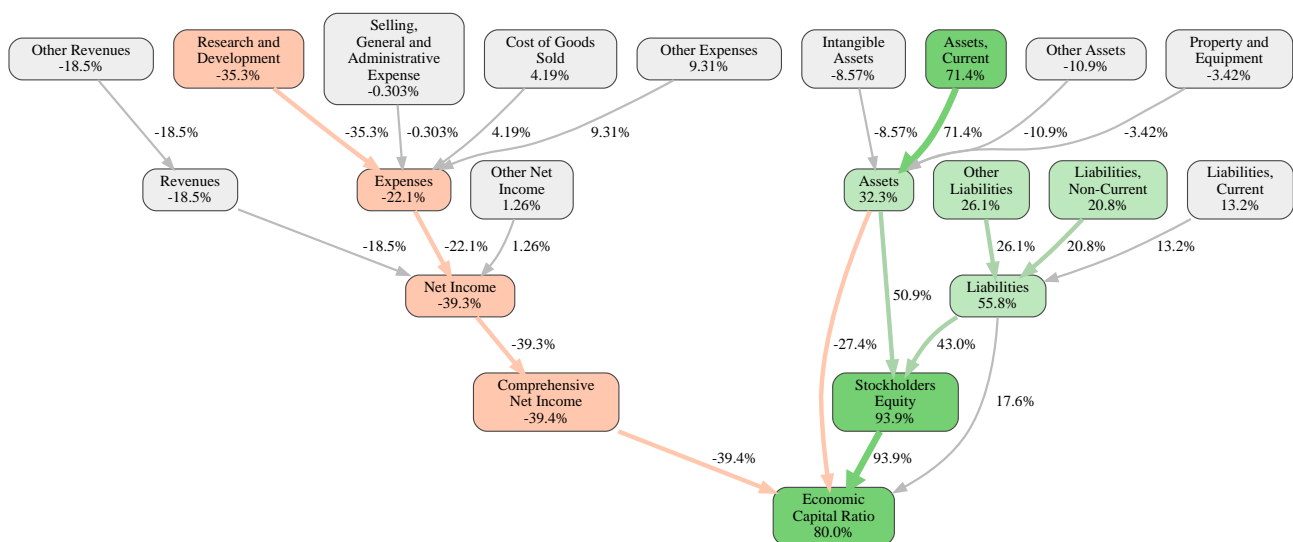 Other Revenues
-18.5%
Research and
Development
-35.3%
Selling,
General and
Administrative
Expense
-0.303%
Cost of Goods
Sold
4.19%
Other Expenses
9.31%
Intangible
Assets
-8.57%
Assets,
Current
71.4%
Other Assets
-10.9%
Property and
Equipment
-3.42%
-18.5%
-35.3%
-0.303%
4.19%
9.31%
-8.57%
71.4%
-10.9%
-3.42%
Revenues
-18.5%
Expenses
-22.1%
Other Net
Income
1.26%
Assets
32.3%
Other
Liabilities
26.1%
Liabilities,
Non-Current
20.8%
Liabilities,
Current
13.2%
-18.5%
-22.1%
1.26%
26.1%
20.8%
13.2%
Net Income
-39.3%
50.9%
Liabilities
55.8%
-39.3%
-27.4%
43.0%
Comprehensive
Net Income
-39.4%
Stockholders
Equity
93.9%
17.6%
-39.4%
93.9%
Economic
Capital Ratio
80.0%